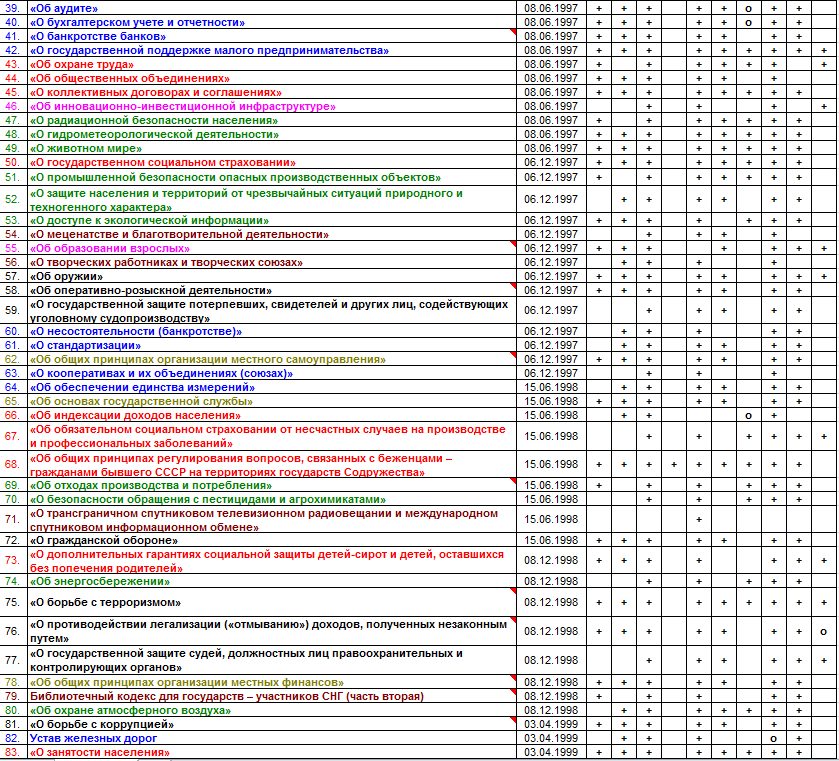 39. «Об аудите» 08.06.1997 + + + + + o + +
40. «О бухгалтерском учете и отчетности» 08.06.1997 + + + + + o + +
41. «О банкротстве банков» 08.06.1997 + + + + + + +
42. «О государственной поддержке малого предпринимательства» 08.06.1997 + + + + + + + + +
43. «Об охране труда» 08.06.1997 + + + + + + + +
44. «Об общественных объединениях» 08.06.1997 + + + + + +
45. «О коллективных договорах и соглашениях» 08.06.1997 + + + + + + + +
46. «Об инновационно-инвестиционной инфраструктуре» 08.06.1997 + + + +
47. «О радиационной безопасности населения» 08.06.1997 + + + + + + +
48. «О гидрометеорологической деятельности» 08.06.1997 + + + + + + + +
49. «О животном мире» 08.06.1997 + + + + + + + +
50. «О государственном социальном страховании» 06.12.1997 + + + + + + + +
51. «О промышленной безопасности опасных производственных объектов» 06.12.1997 + + + + + + +
52. «О защите населения и территорий от чрезвычайных ситуаций природного и
техногенного характера» 06.12.1997 + + + + + +
53. «О доступе к экологической информации» 06.12.1997 + + + + + + +
54. «О меценатстве и благотворительной деятельности» 06.12.1997 + + + +
55. «Об образовании взрослых» 06.12.1997 + + + + + + +
56. «О творческих работниках и творческих союзах» 06.12.1997 + + + +
57. «Об оружии» 06.12.1997 + + + + + + + +
58. «Об оперативно-розыскной деятельности» 06.12.1997 + + + + + + +
59. «О государственной защите потерпевших, свидетелей и других лиц, содействующих
уголовному судопроизводству» 06.12.1997 + + + + +
60. «О несостоятельности (банкротстве)» 06.12.1997 + + + + +
61. «О стандартизации» 06.12.1997 + + + + + +
62. «Об общих принципах организации местного самоуправления» 06.12.1997 + + + + + + +
63. «О кооперативах и их объединениях (союзах)» 06.12.1997 + + +
64. «Об обеспечении единства измерений» 15.06.1998 + + + + + +
65. «Об основах государственной службы» 15.06.1998 + + + + + + +
66. «Об индексации доходов населения» 15.06.1998 + + o +
67. «Об обязательном социальном страховании от несчастных случаев на производстве
и профессиональных заболеваний» 15.06.1998 + + + + + +
68. «Об общих принципах регулирования вопросов, связанных с беженцами –
гражданами бывшего СССР на территориях государств Содружества» 15.06.1998 + + + + + + + + +
69. «Об отходах производства и потребления» 15.06.1998 + + + + + +
70. «О безопасности обращения с пестицидами и агрохимикатами» 15.06.1998 + + + + +
71. «О трансграничном спутниковом телевизионном радиовещании и международном
спутниковом информационном обмене» 15.06.1998 +
72. «О гражданской обороне» 15.06.1998 + + + + + + +
73. «О дополнительных гарантиях социальной защиты детей-сирот и детей, оставшихся
без попечения родителей» 08.12.1998 + + + + + + +
74. «Об энергосбережении» 08.12.1998 + + + + +
75. «О борьбе с терроризмом» 08.12.1998 + + + + + + + + +
76. «О противодействии легализации («отмыванию») доходов, полученных незаконным
путем» 08.12.1998 + + + + + + + o
77. «О государственной защите судей, должностных лиц правоохранительных и
контролирующих органов» 08.12.1998 + + + + + +
78. «Об общих принципах организации местных финансов» 08.12.1998 + + + + + + +
79. Библиотечный кодекс для государств – участников СНГ (часть вторая) 08.12.1998 + + + + +
80. «Об охране атмосферного воздуха» 08.12.1998 + + + + + + +
81. «О борьбе с коррупцией» 03.04.1999 + + + + + + +
82. Устав железных дорог 03.04.1999 + + + o +
83. «О занятости населения» 03.04.1999 + + + + + + + +